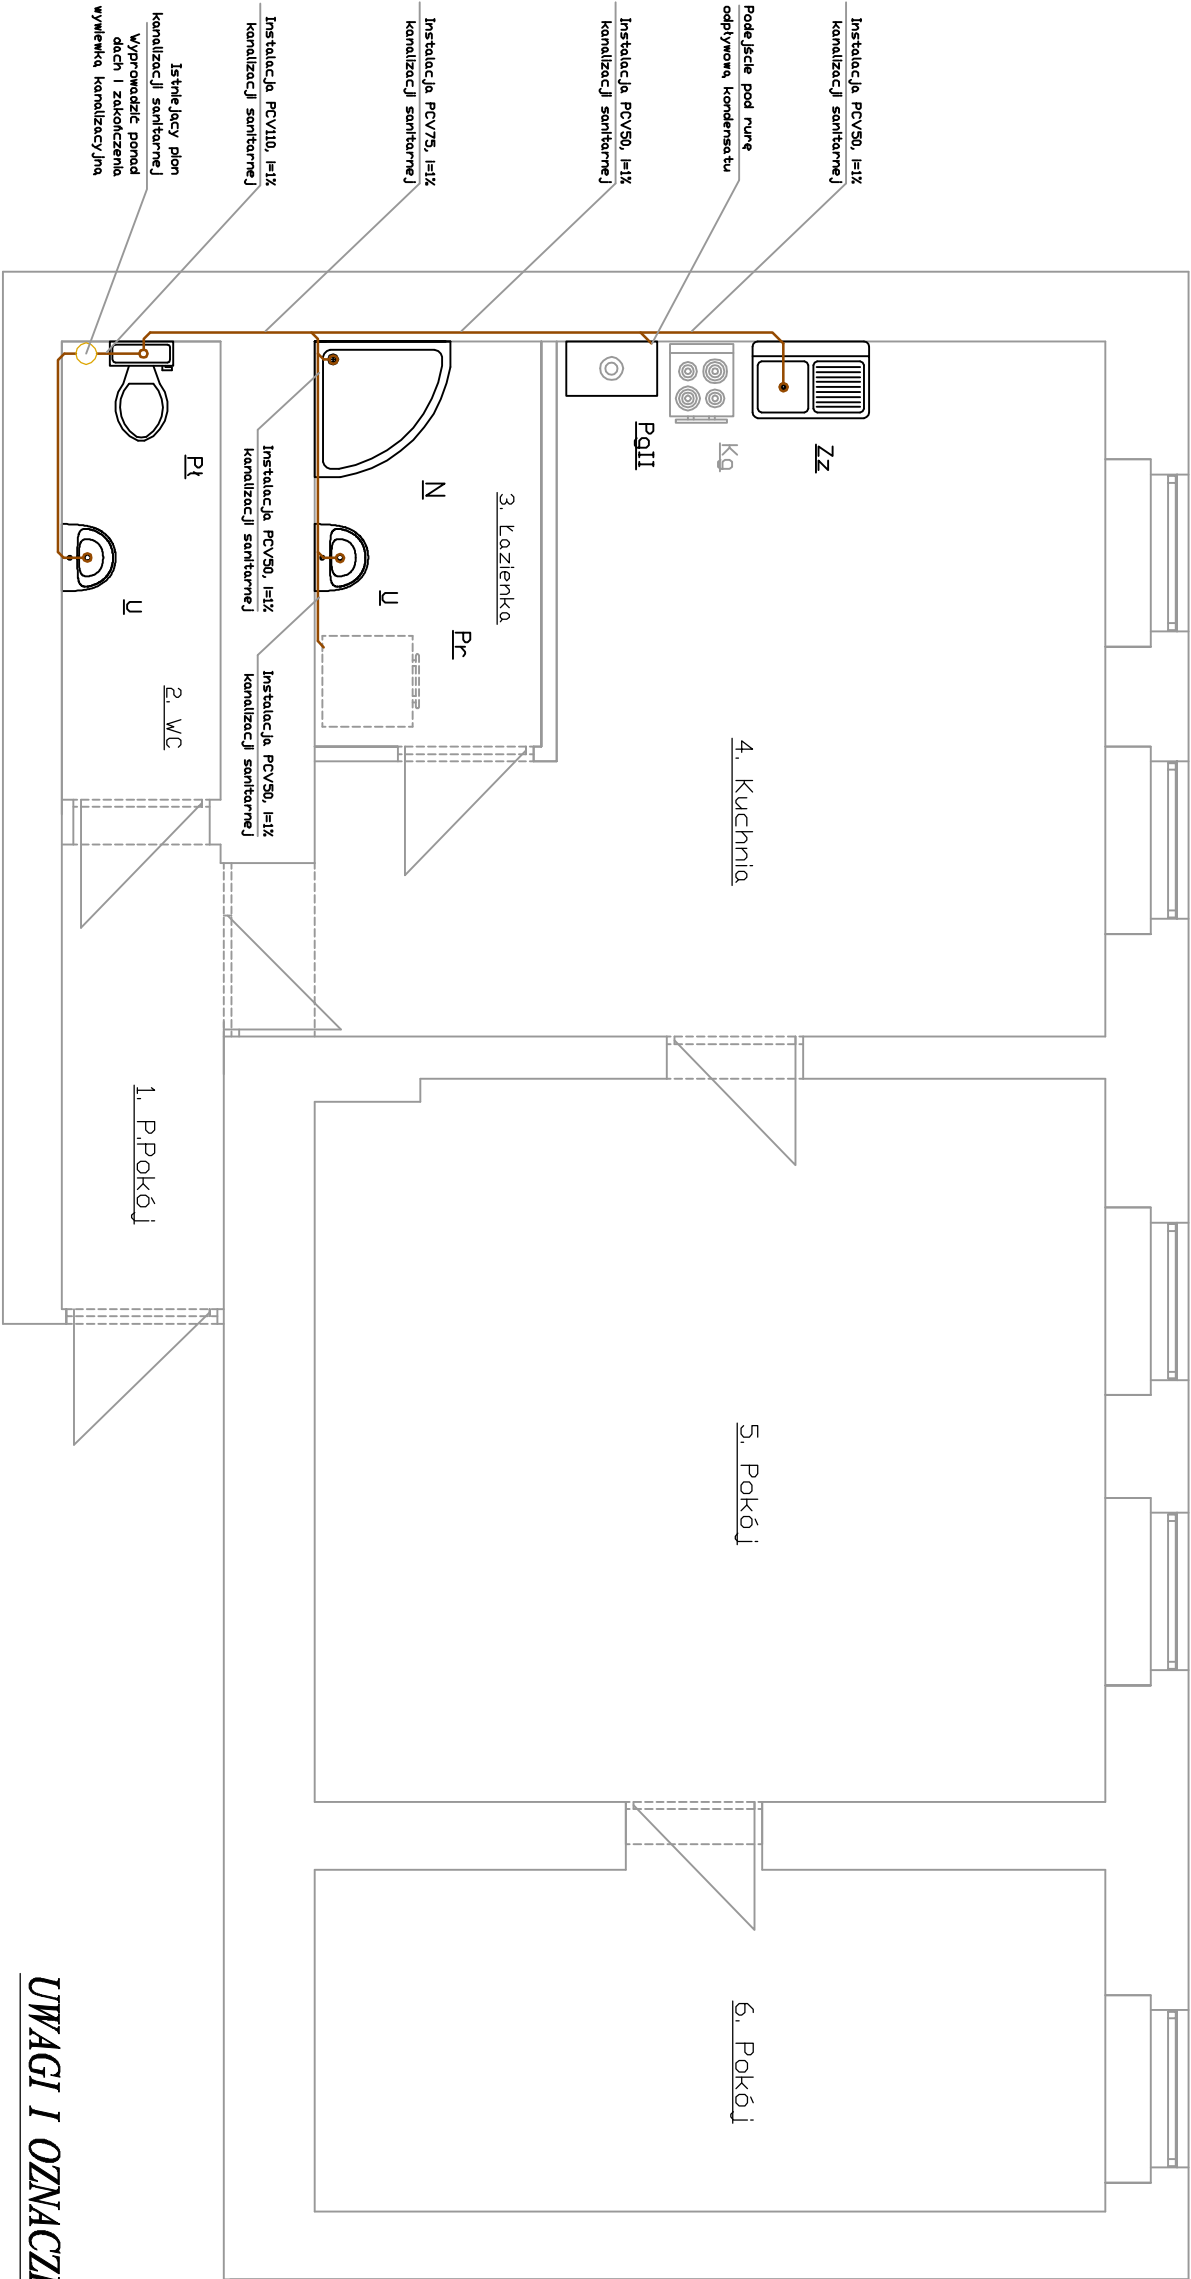 Instalacja PCV50, i=1%
kanalizacji sanitarnej
Podejście pod rurę
odpływową kondensatu
Instalacja PCV50, i=1%
kanalizacji sanitarnej
Instalacja PCV75, i=1%
kanalizacji sanitarnej
Instalacja PCV110, i=1%
kanalizacji sanitarnej
Istniejący pion
kanalizacji sanitarnej
Wyprowadzić ponad
dach i zakończenia
wywiewką kanalizacyjną
Zz
Kg
PgII
N
3. Łazienka
U
Pr
Instalacja PCV50, i=1%
kanalizacji sanitarnej
Instalacja PCV50, i=1%
kanalizacji sanitarnej
Pł
U
2. WC
4. Kuchnia
1. P.Pokój
5. Pokój
6. Pokój
UWAGI I OZNACZ